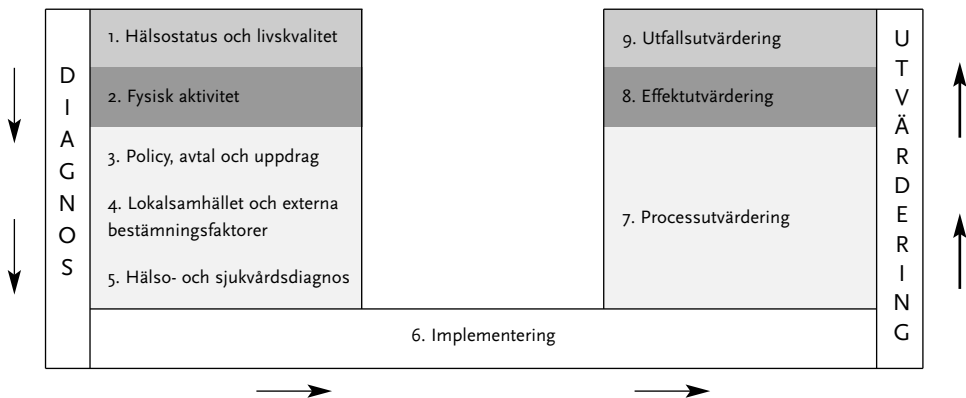 DIAGNOS
1. Hälsostatus och livskvalitet
2. Fysisk aktivitet
3. Policy, avtal och uppdrag
4. Lokalsamhället och externa
bestämningsfaktorer
5. Hälso- och sjukvårdsdiagnos
6. Implementering
7. Processutvärdering
8. Effektutvärdering
9. Utfallsutvärdering
UTVÄRDERING